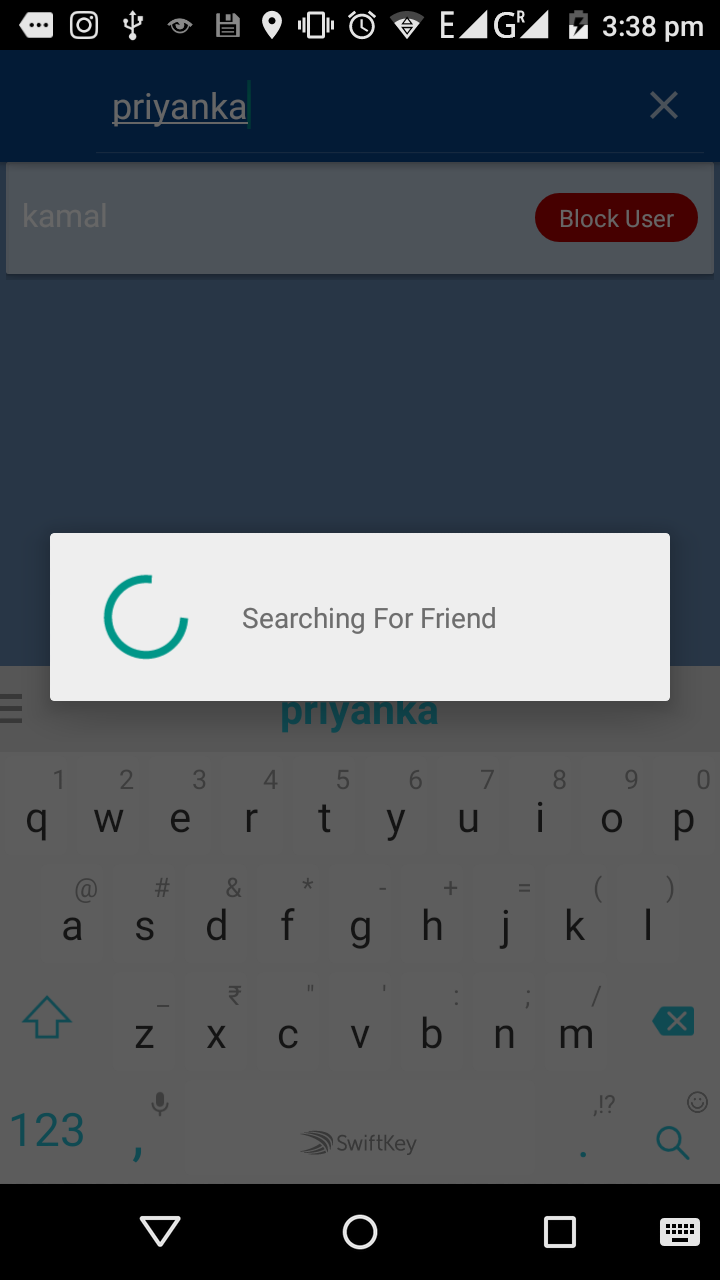 E GR 3:38 pm
priyanka
kamal Block User
Searching For Friend
priyanka
1 2 3 4 5 6 7 8 9 0
q w e r t y u i o p
@ # & * - + = ( )
a s d f g h j k l
_ ₹ " ' : ; /
z x c v b n m
,!?
123 , SwiftKey .